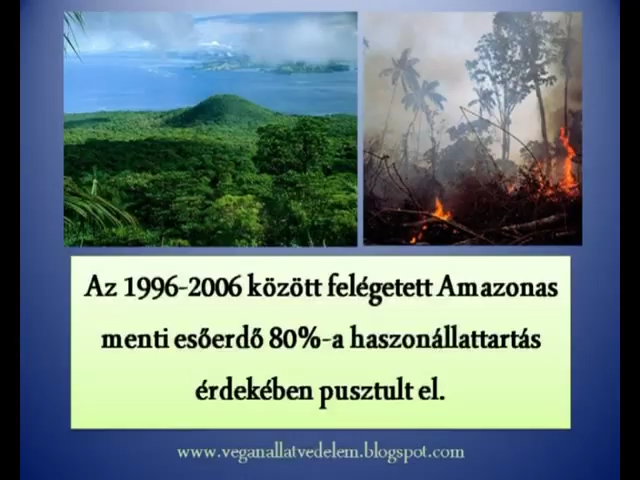 Az 1996-2006 között felégetett Amazonas
menti esőerdő 80%-a haszonállattartás
érdekében pusztult el.
www.veganallatvedelem.blogspot.com